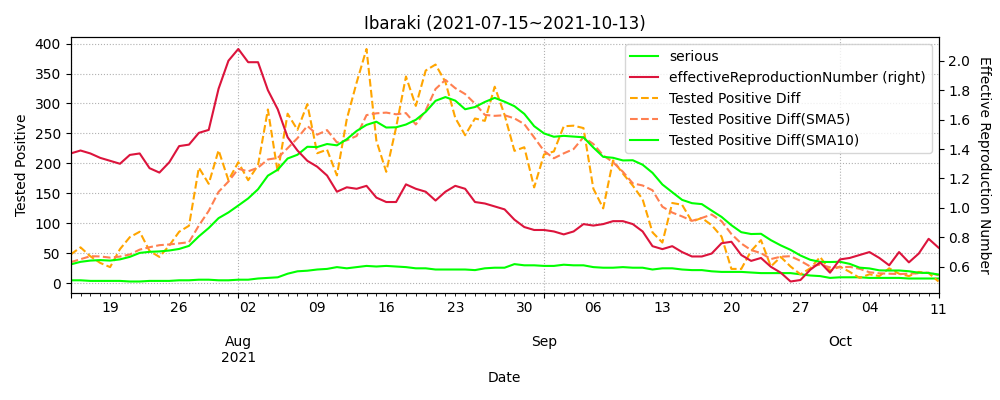 Ibaraki (2021-07-15~2021-10-13)
Tested Positive
400
350
300
250
200
150
100
50
0
serious
effectiveReproductionNumber (right)
Tested Positive Diff
Tested Positive Diff(SMA5)
Tested Positive Diff(SMA10)
2.0
1.8
1.6
1.4
1.2
1.0
0.8
0.6
Effective Reproduction Number
19 26 02 09 16 23 30 06 13 20 27 04 11
Aug Sep Oct
2021
Date